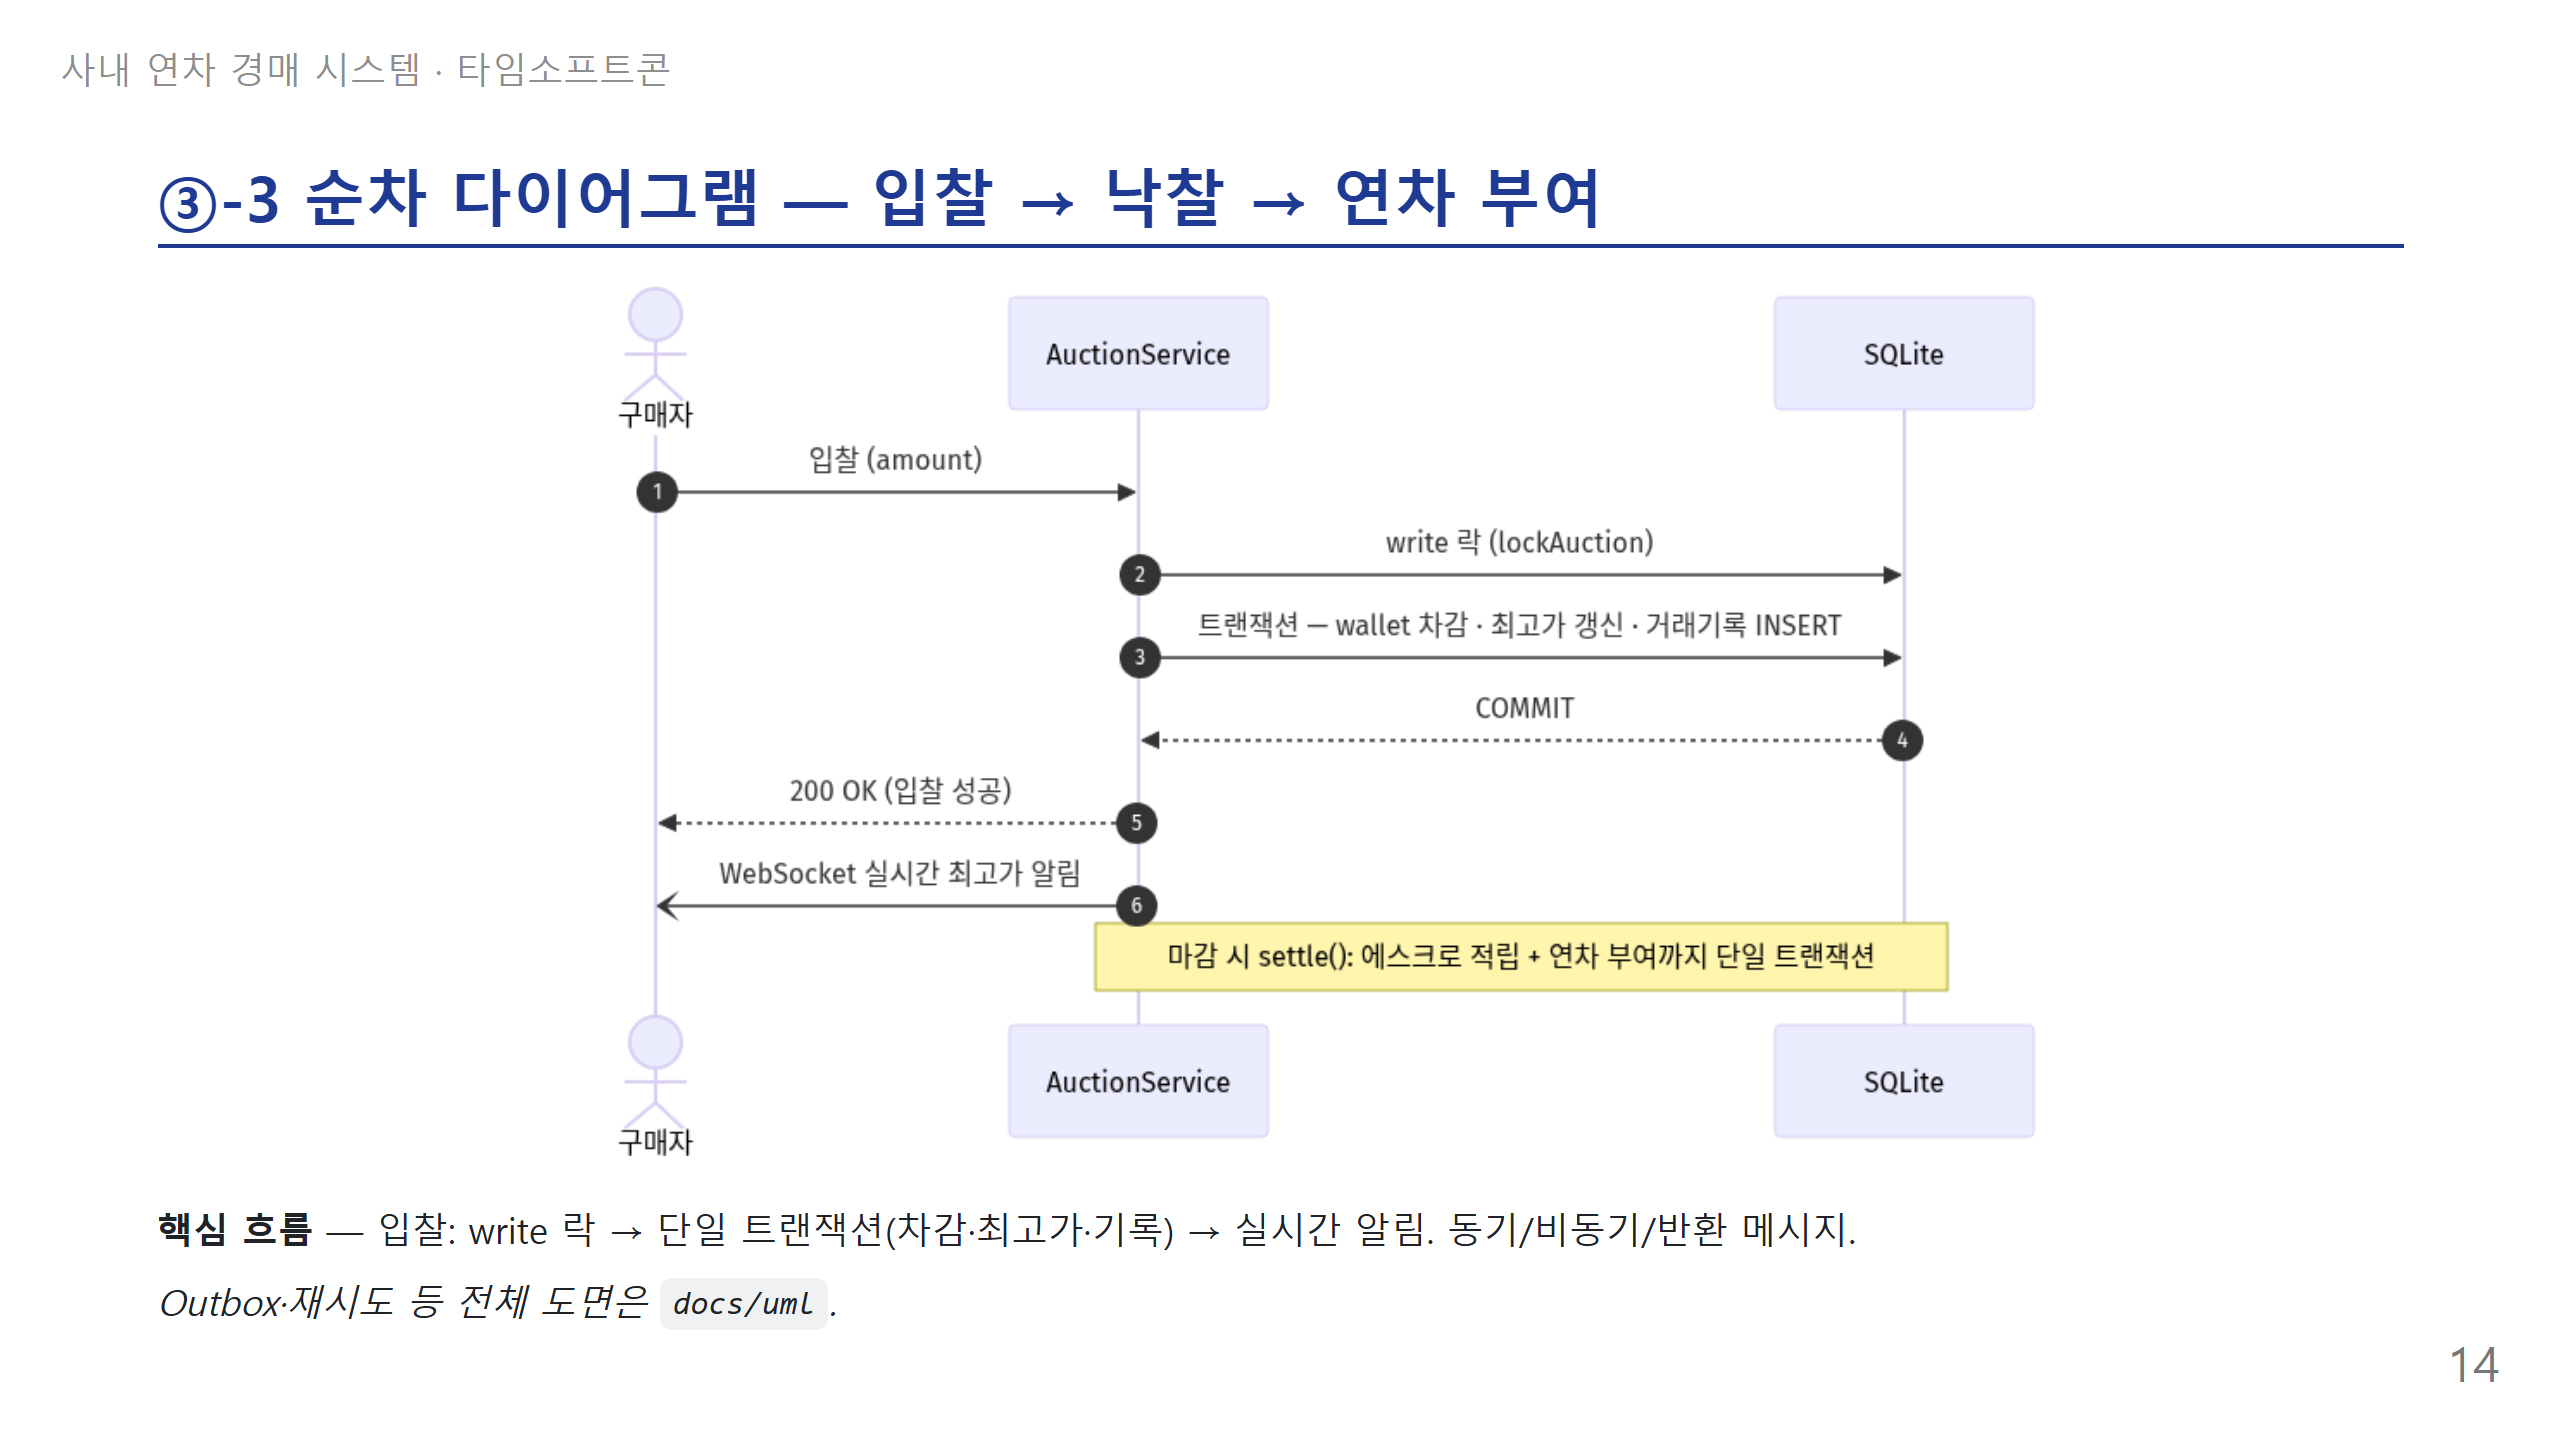 사내 연차 경매 시스템 · 타임소프트콘
③-3 순차 다이어그램 — 입찰 → 낙찰 → 연차 부여
구매자
AuctionService
SQLite
입찰 (amount)
1
write 락 (lockAuction)
2
트랜잭션 — wallet 차감 · 최고가 갱신 · 거래기록 INSERT
3
COMMIT
4
200 OK (입찰 성공)
5
WebSocket 실시간 최고가 알림
6
마감 시 settle(): 에스크로 적립 + 연차 부여까지 단일 트랜잭션
구매자
AuctionService
SQLite
핵심 흐름 — 입찰: write 락 → 단일 트랜잭션(차감·최고가·기록) → 실시간 알림. 동기/비동기/반환 메시지.
Outbox·재시도 등 전체 도면은 docs/uml .
14